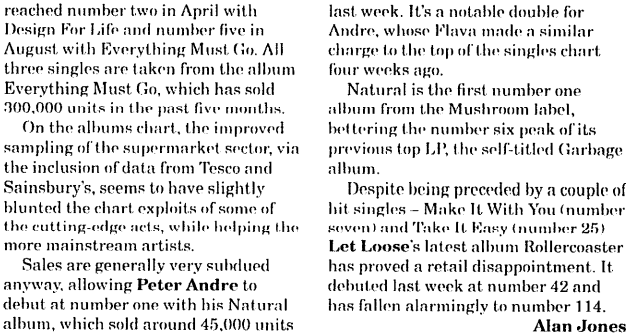 reached number two in April with
Design For Life and number five in
August with Everything Must Go. All
three singles are taken from the album
Everything Must Go, which has sold
300,000 units in the past five months.
On the albums chart, the improved
sampling of the supermarket sector, via
the inclusion of data from Tesco and
Sainsbury's, seems to have slightly
blunted the chart exploits of some of
the cutting-edge acts, while helping the
more mainstream artists.
Sales are generally very subdued
anyway, allowing Peter Andre to
debut at number one with his Natural
album, which sold around 45,000 units
last week. It's a notable double for
Andre, whose Flava made a similar
charge to the top of the singles chart
four weeks ago.
Natural is the first number one
album from the Mushroom label,
bettering the number six peak of its
previous top LP, the self-titled Garbage
album.
Despite being preceded by a couple of
hit singles – Make It With You (number
seven) and Take It Easy (number 25)
Let Loose's latest album Rollercoaster
has proved a retail disappointment. It
debuted last week at number 42 and
has fallen alarmingly to number 114.
Alan Jones